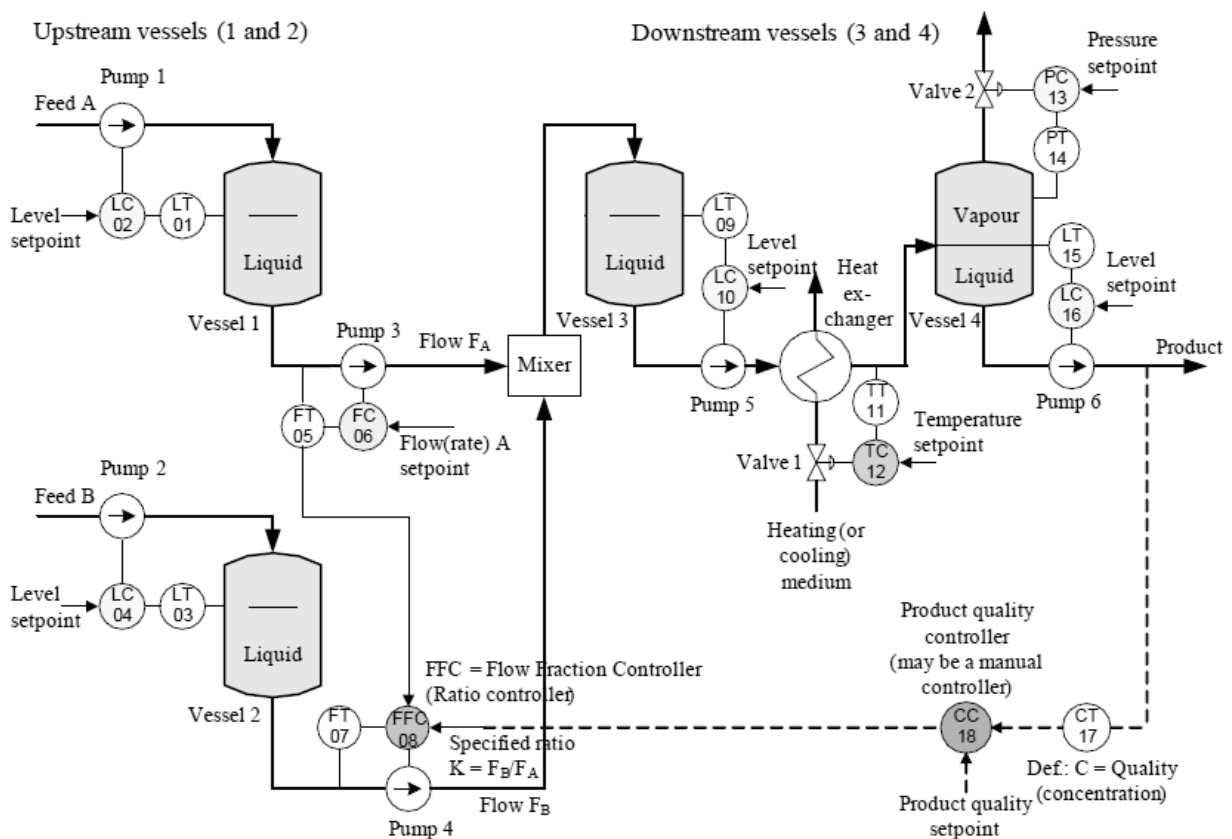 Upstream vessels (1 and 2)
Downstream vessels (3 and 4)
Pump 1
Feed A
LC
02
LT
01
Level
setpoint
Liquid
Vessel 1
Pump 3
Flow FA
FT
05
FC
06
Flow(rate) A
setpoint
Mixer
Pump 2
Feed B
LC
04
LT
03
Level
setpoint
Liquid
Vessel 2
FT
07
FFC
08
FFC = Flow Fraction Controller
(Ratio controller)
Specified ratio
K = FB/FA
Flow FB
Pump 4
Liquid
Vessel 3
LT
09
LC
10
Level
setpoint
Pump 5
Heat
ex-
changer
TT
11
TC
12
Temperature
setpoint
Valve 1
Heating (or
cooling)
medium
Valve 2
PC
13
Pressure
setpoint
PT
14
Vapour
Liquid
Vessel 4
LT
15
LC
16
Level
setpoint
Pump 6
Product
Product quality
controller
(may be a manual
controller)
CC
18
CT
17
Def.: C = Quality
(concentration)
Product quality
setpoint